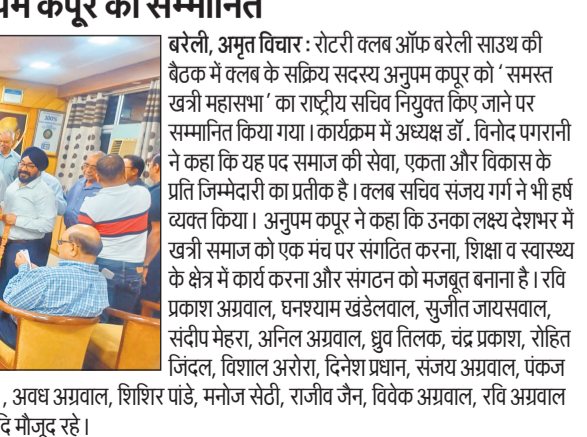 कपूर को सम्मानित
बरेली, अमृत विचार : रोटरी क्लब ऑफ बरेली साउथ की
बैठक में क्लब के सक्रिय सदस्य अनुपम कपूर को ' समस्त
खत्री महासभा ' का राष्ट्रीय सचिव नियुक्त किए जाने पर
सम्मानित किया गया । कार्यक्रम में अध्यक्ष डॉ . विनोद पगरानी
ने कहा कि यह पद समाज की सेवा, एकता और विकास के
प्रति जिम्मेदारी का प्रतीक है । क्लब सचिव संजय गर्ग ने भी हर्ष
व्यक्त किया । अनुपम कपूर ने कहा कि उनका लक्ष्य देशभर में
खत्री समाज को एक मंच पर संगठित करना, शिक्षा व स्वास्थ्य
के क्षेत्र में कार्य करना और संगठन को मजबूत बनाना है । रवि
प्रकाश अग्रवाल, घनश्याम खंडेलवाल, सुजीत जायसवाल,
संदीप मेहरा, अनिल अग्रवाल, ध्रुव तिलक, चंद्र प्रकाश, रोहित
जिंदल, विशाल अरोरा, दिनेश प्रधान, संजय अग्रवाल, पंकज
, अवध अग्रवाल, शिशिर पांडे, मनोज सेठी, राजीव जैन, विवेक अग्रवाल, रवि अग्रवाल
मौजूद रहे ।